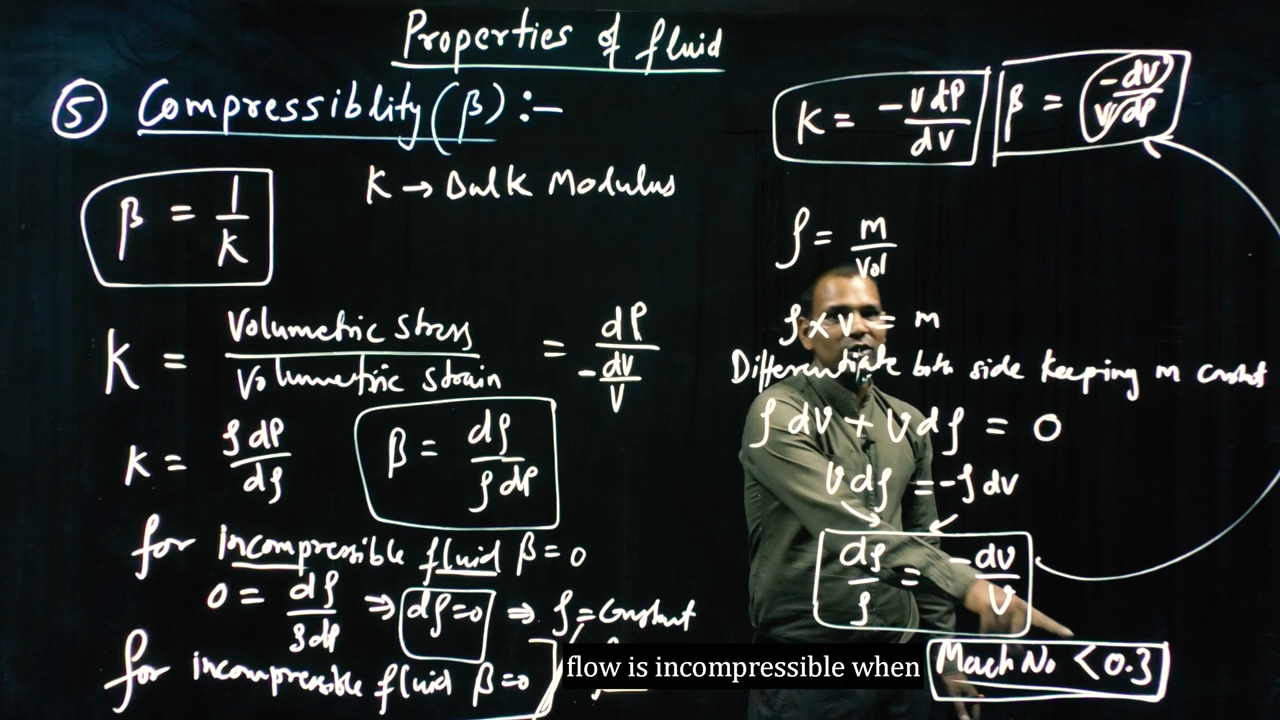 Properties of fluid
⑤ Compressiblity (β) :-
β = 1/K
K → Bulk Modulus
K = Volumetric Stress / Volumetric Strain = dP / -dV/V
K = ρ dP / dρ
β = dρ / ρ dP
for incompressible fluid β = 0
0 = dρ / ρ dP ⇒ dρ = 0 ⇒ ρ = Constant
for incompressible fluid β = 0
K = -V dP / dV
β = -dV / V dP
ρ = m / Vol
ρ × V = m
Differentiate both side keeping m constant
ρ dV + V dρ = 0
V dρ = -ρ dV
dρ / ρ = -dV / V
Mach No < 0.3
flow is incompressible when